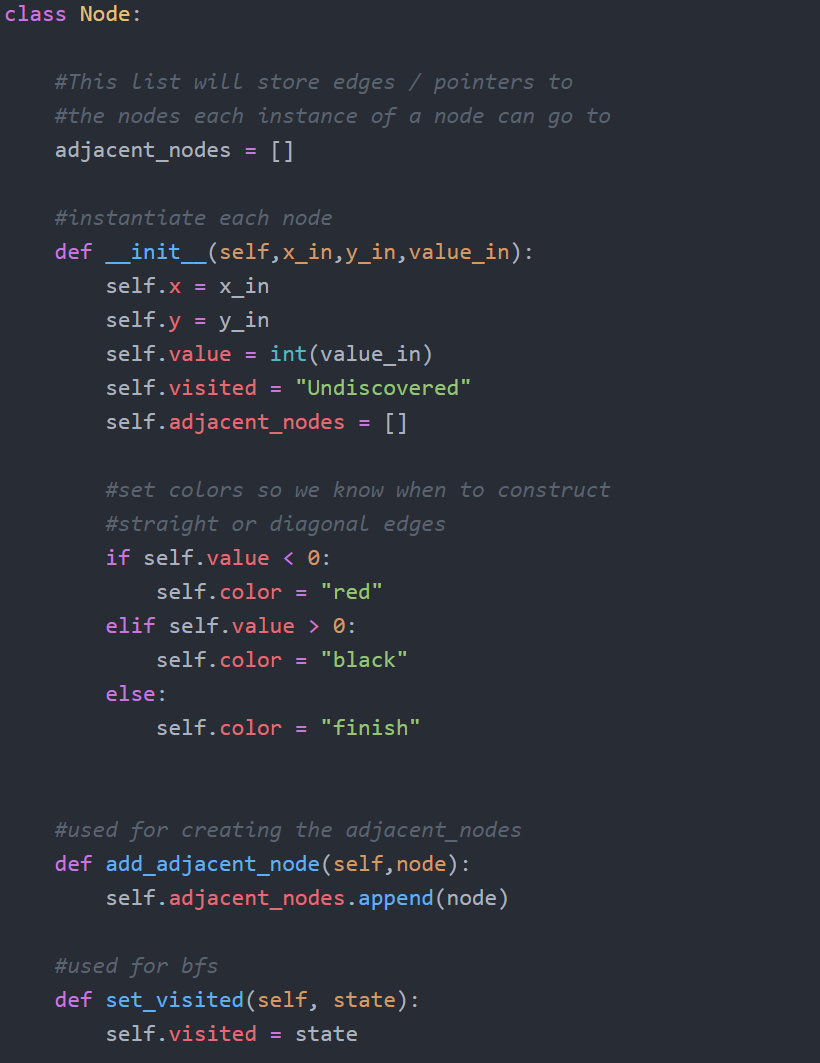 class Node:
    #This list will store edges / pointers to
    #the nodes each instance of a node can go to
    adjacent_nodes = []
    #instantiate each node
    def __init__(self,x_in,y_in,value_in):
        self.x = x_in
        self.y = y_in
        self.value = int(value_in)
        self.visited = "Undiscovered"
        self.adjacent_nodes = []
        #set colors so we know when to construct
        #straight or diagonal edges
        if self.value < 0:
            self.color = "red"
        elif self.value > 0:
            self.color = "black"
        else:
            self.color = "finish"
    #used for creating the adjacent_nodes
    def add_adjacent_node(self,node):
        self.adjacent_nodes.append(node)
    #used for bfs
    def set_visited(self, state):
        self.visited = state